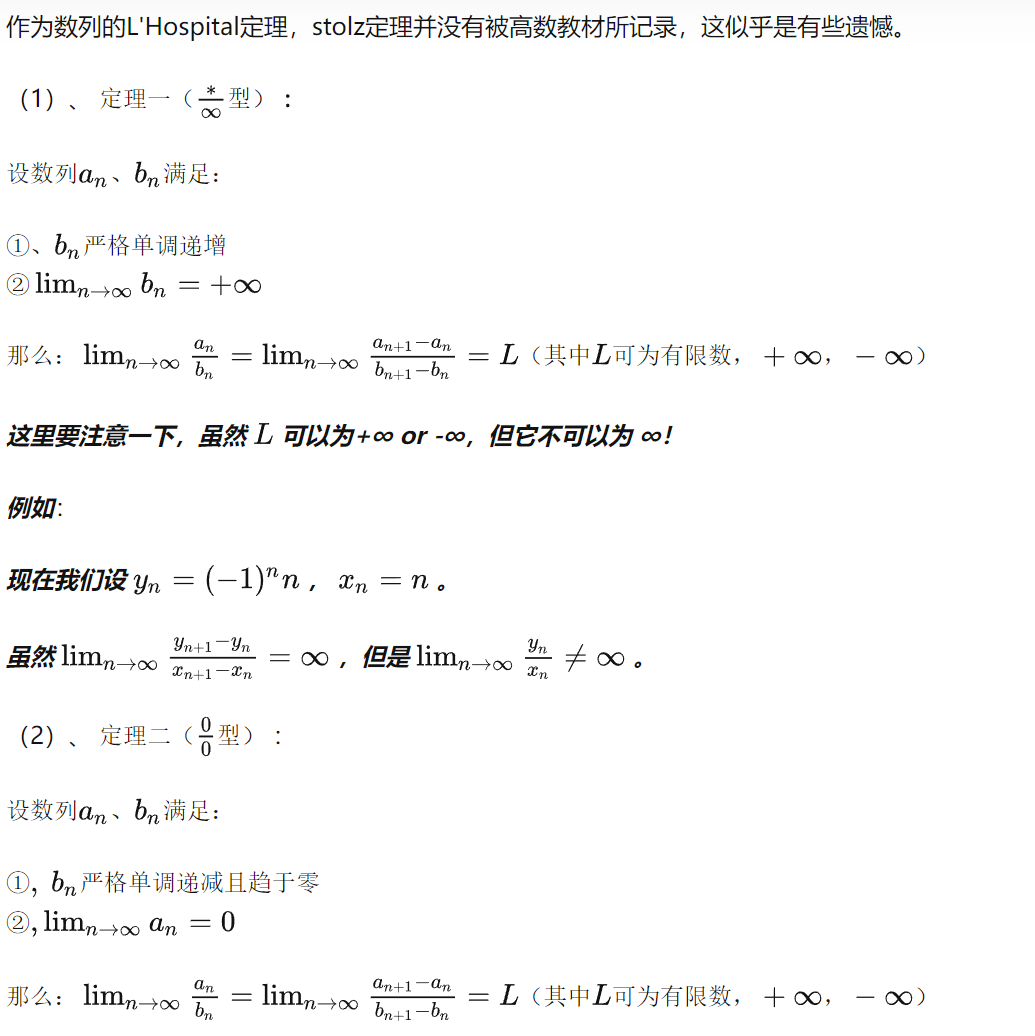 作为数列的L'Hospital定理，stolz定理并没有被高数教材所记录，这似乎是有些遗憾。
（1）、 定理一（$\frac{*}{\infty}$型）：
设数列$a_n$、$b_n$满足：
①、$b_n$严格单调递增
②$\lim_{n\to\infty} b_n = +\infty$
那么：$\lim_{n\to\infty} \frac{a_n}{b_n} = \lim_{n\to\infty} \frac{a_{n+1}-a_n}{b_{n+1}-b_n} = L$（其中$L$可为有限数，$+\infty$，$-\infty$）
这里要注意一下，虽然 $L$ 可以为+∞ or -∞，但它不可以为 ∞！
例如：
现在我们设 $y_n = (-1)^n n$ ，$x_n = n$ 。
虽然 $\lim_{n\to\infty} \frac{y_{n+1}-y_n}{x_{n+1}-x_n} = \infty$ ，但是 $\lim_{n\to\infty} \frac{y_n}{x_n} \neq \infty$ 。
（2）、 定理二（$\frac{0}{0}$型）：
设数列$a_n$、$b_n$满足：
①, $b_n$严格单调递减且趋于零
②,$\lim_{n\to\infty} a_n = 0$
那么：$\lim_{n\to\infty} \frac{a_n}{b_n} = \lim_{n\to\infty} \frac{a_{n+1}-a_n}{b_{n+1}-b_n} = L$（其中$L$可为有限数，$+\infty$，$-\infty$）